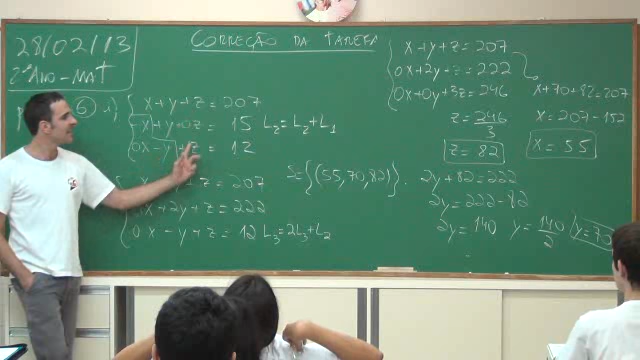 28/02/13
2º ANO - MAT
CORREÇÃO DA TAREFA
6) i)
x + y + z = 207
-x + y + 0z = 15 L₂ = L₂ + L₁
0x - y + z = 12
+ z = 207
x + 2y + z = 222
0x - y + z = 12 L₃ = 2L₃ + L₂
S = {(55, 70, 82)}.
x + y + z = 207
0x + 2y + z = 222
0x + 0y + 3z = 246
z = 246/3
z = 82
x + 70 + 82 = 207
x = 207 - 152
x = 55
2y + 82 = 222
2y = 222 - 82
2y = 140
y = 140/2
y = 70